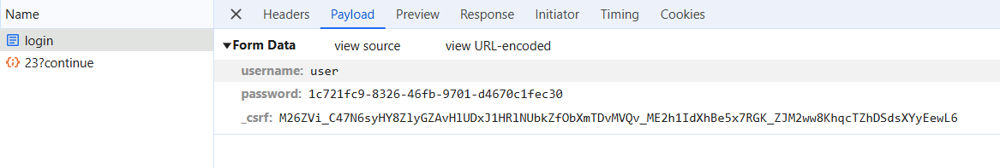 Name
Headers Payload Preview Response Initiator Timing Cookies
login
Form Data view source view URL-encoded
23?continue
username: user
password: 1c721fc9-8326-46fb-9701-d4670c1fec30
_csrf: M26ZVi_C47N6syHY8ZlyGZAvHlUDxJ1HRlNUbkZfObXmTDvMVQv_ME2h1IdXhBe5x7RGK_ZJM2ww8KhqcTZhDSdsXYyEewL6